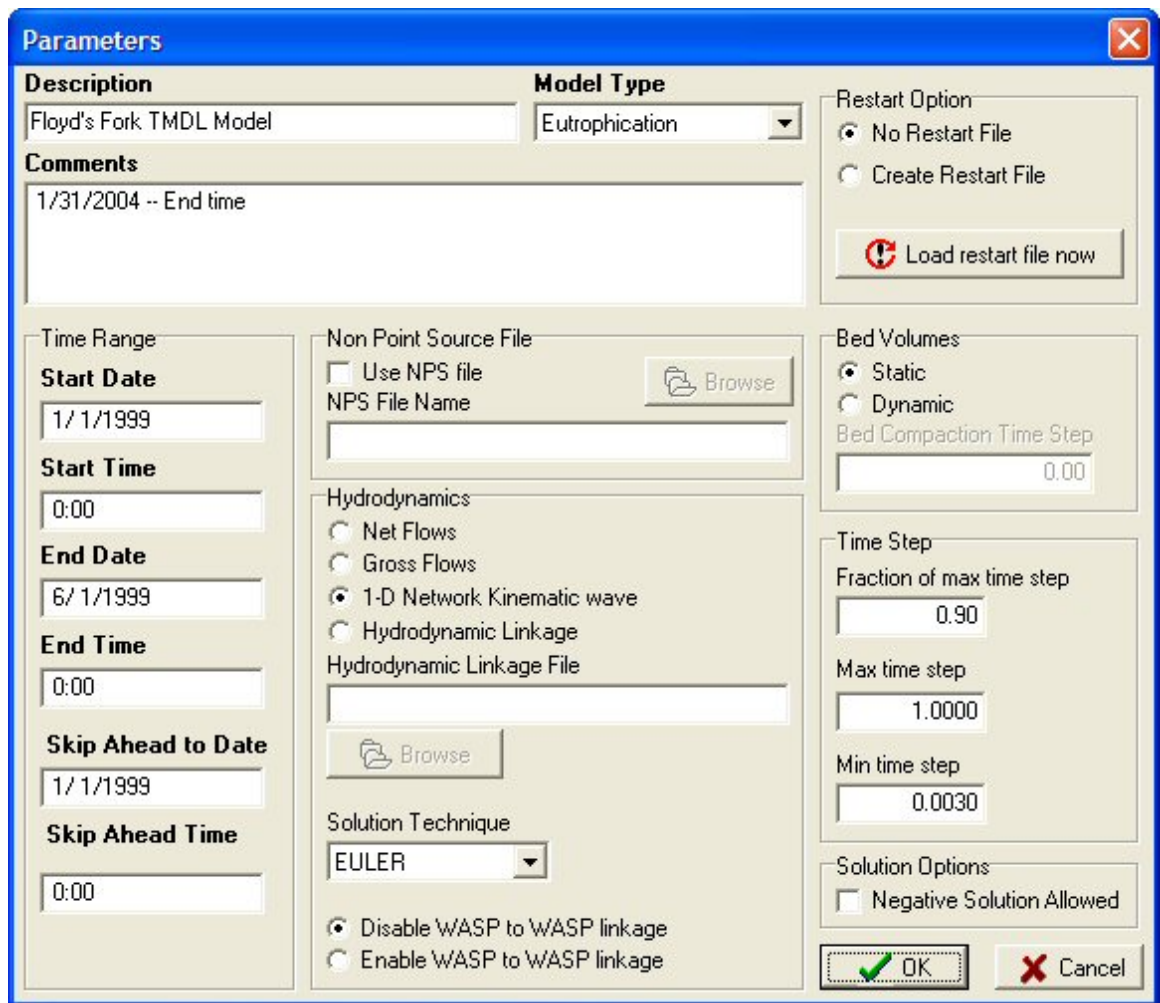 Parameters
Description
Floyd's Fork TMDL Model
Model Type
Eutrophication
Comments
1/31/2004 -- End time
Restart Option
No Restart File
Create Restart File
Load restart file now
Time Range
Start Date
1/ 1/1999
Start Time
0:00
End Date
6/ 1/1999
End Time
0:00
Skip Ahead to Date
1/ 1/1999
Skip Ahead Time
0:00
Non Point Source File
Use NPS file
Browse
NPS File Name
Hydrodynamics
Net Flows
Gross Flows
1-D Network Kinematic wave
Hydrodynamic Linkage
Hydrodynamic Linkage File
Browse
Solution Technique
EULER
Disable WASP to WASP linkage
Enable WASP to WASP linkage
Bed Volumes
Static
Dynamic
Bed Compaction Time Step
0.00
Time Step
Fraction of max time step
0.90
Max time step
1.0000
Min time step
0.0030
Solution Options
Negative Solution Allowed
OK
Cancel